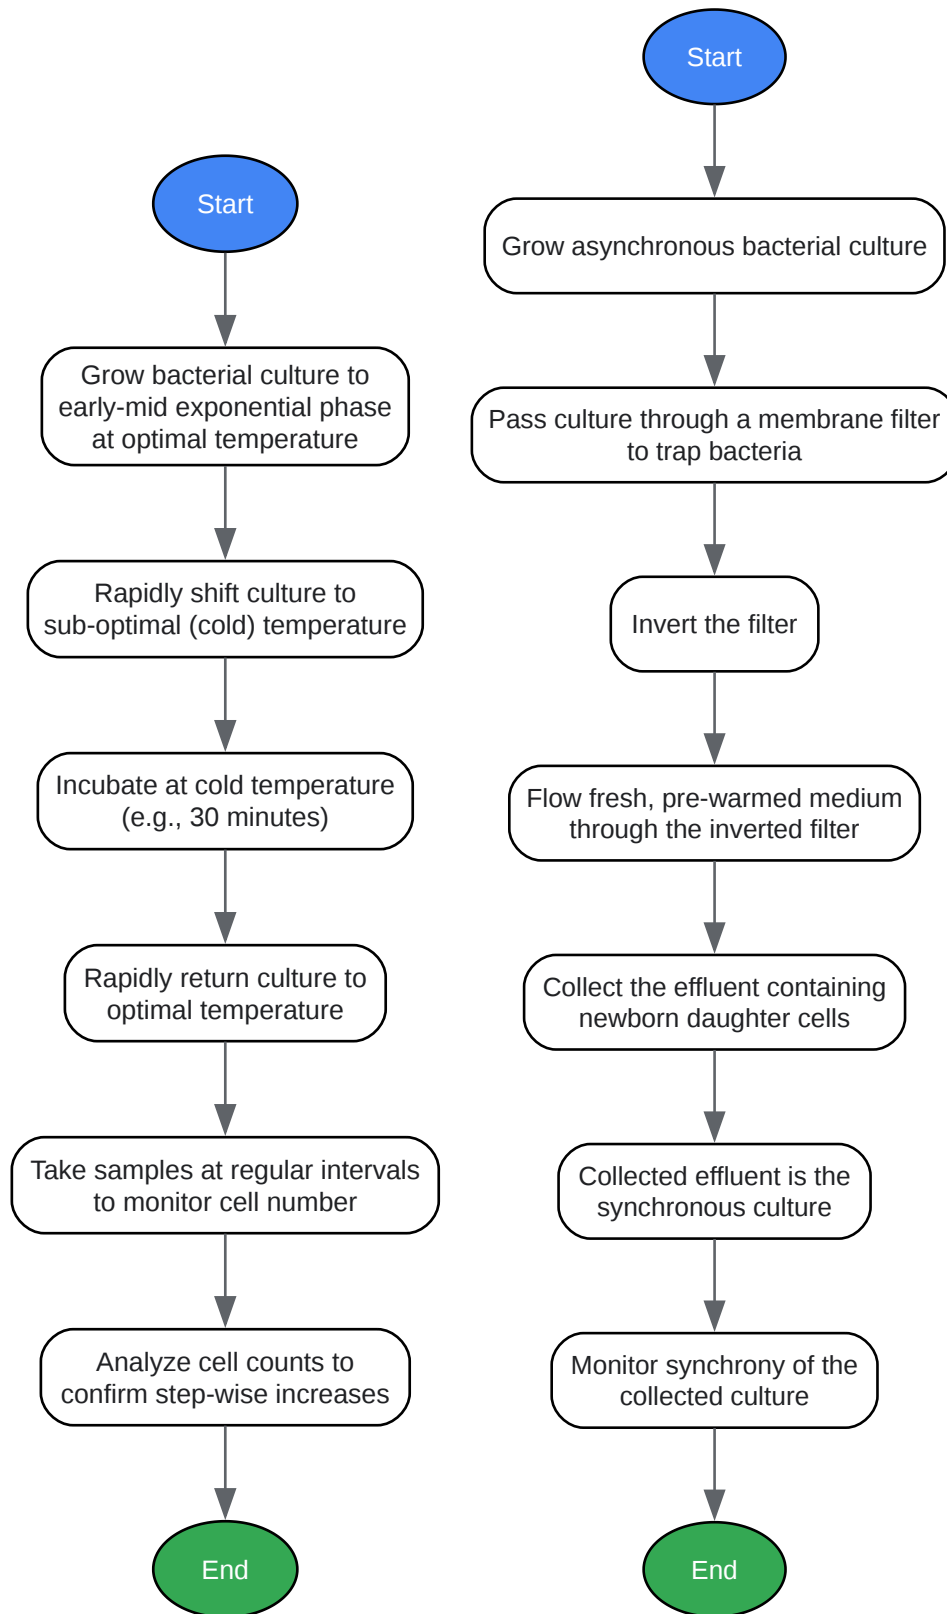 Start
Grow bacterial culture to
early-mid exponential phase
at optimal temperature
Rapidly shift culture to
sub-optimal (cold) temperature
Incubate at cold temperature
(e.g., 30 minutes)
Rapidly return culture to
optimal temperature
Take samples at regular intervals
to monitor cell number
Analyze cell counts to
confirm step-wise increases
End
Start
Grow asynchronous bacterial culture
Pass culture through a membrane filter
to trap bacteria
Invert the filter
Flow fresh, pre-warmed medium
through the inverted filter
Collect the effluent containing
newborn daughter cells
Collected effluent is the
synchronous culture
Monitor synchrony of the
collected culture
End